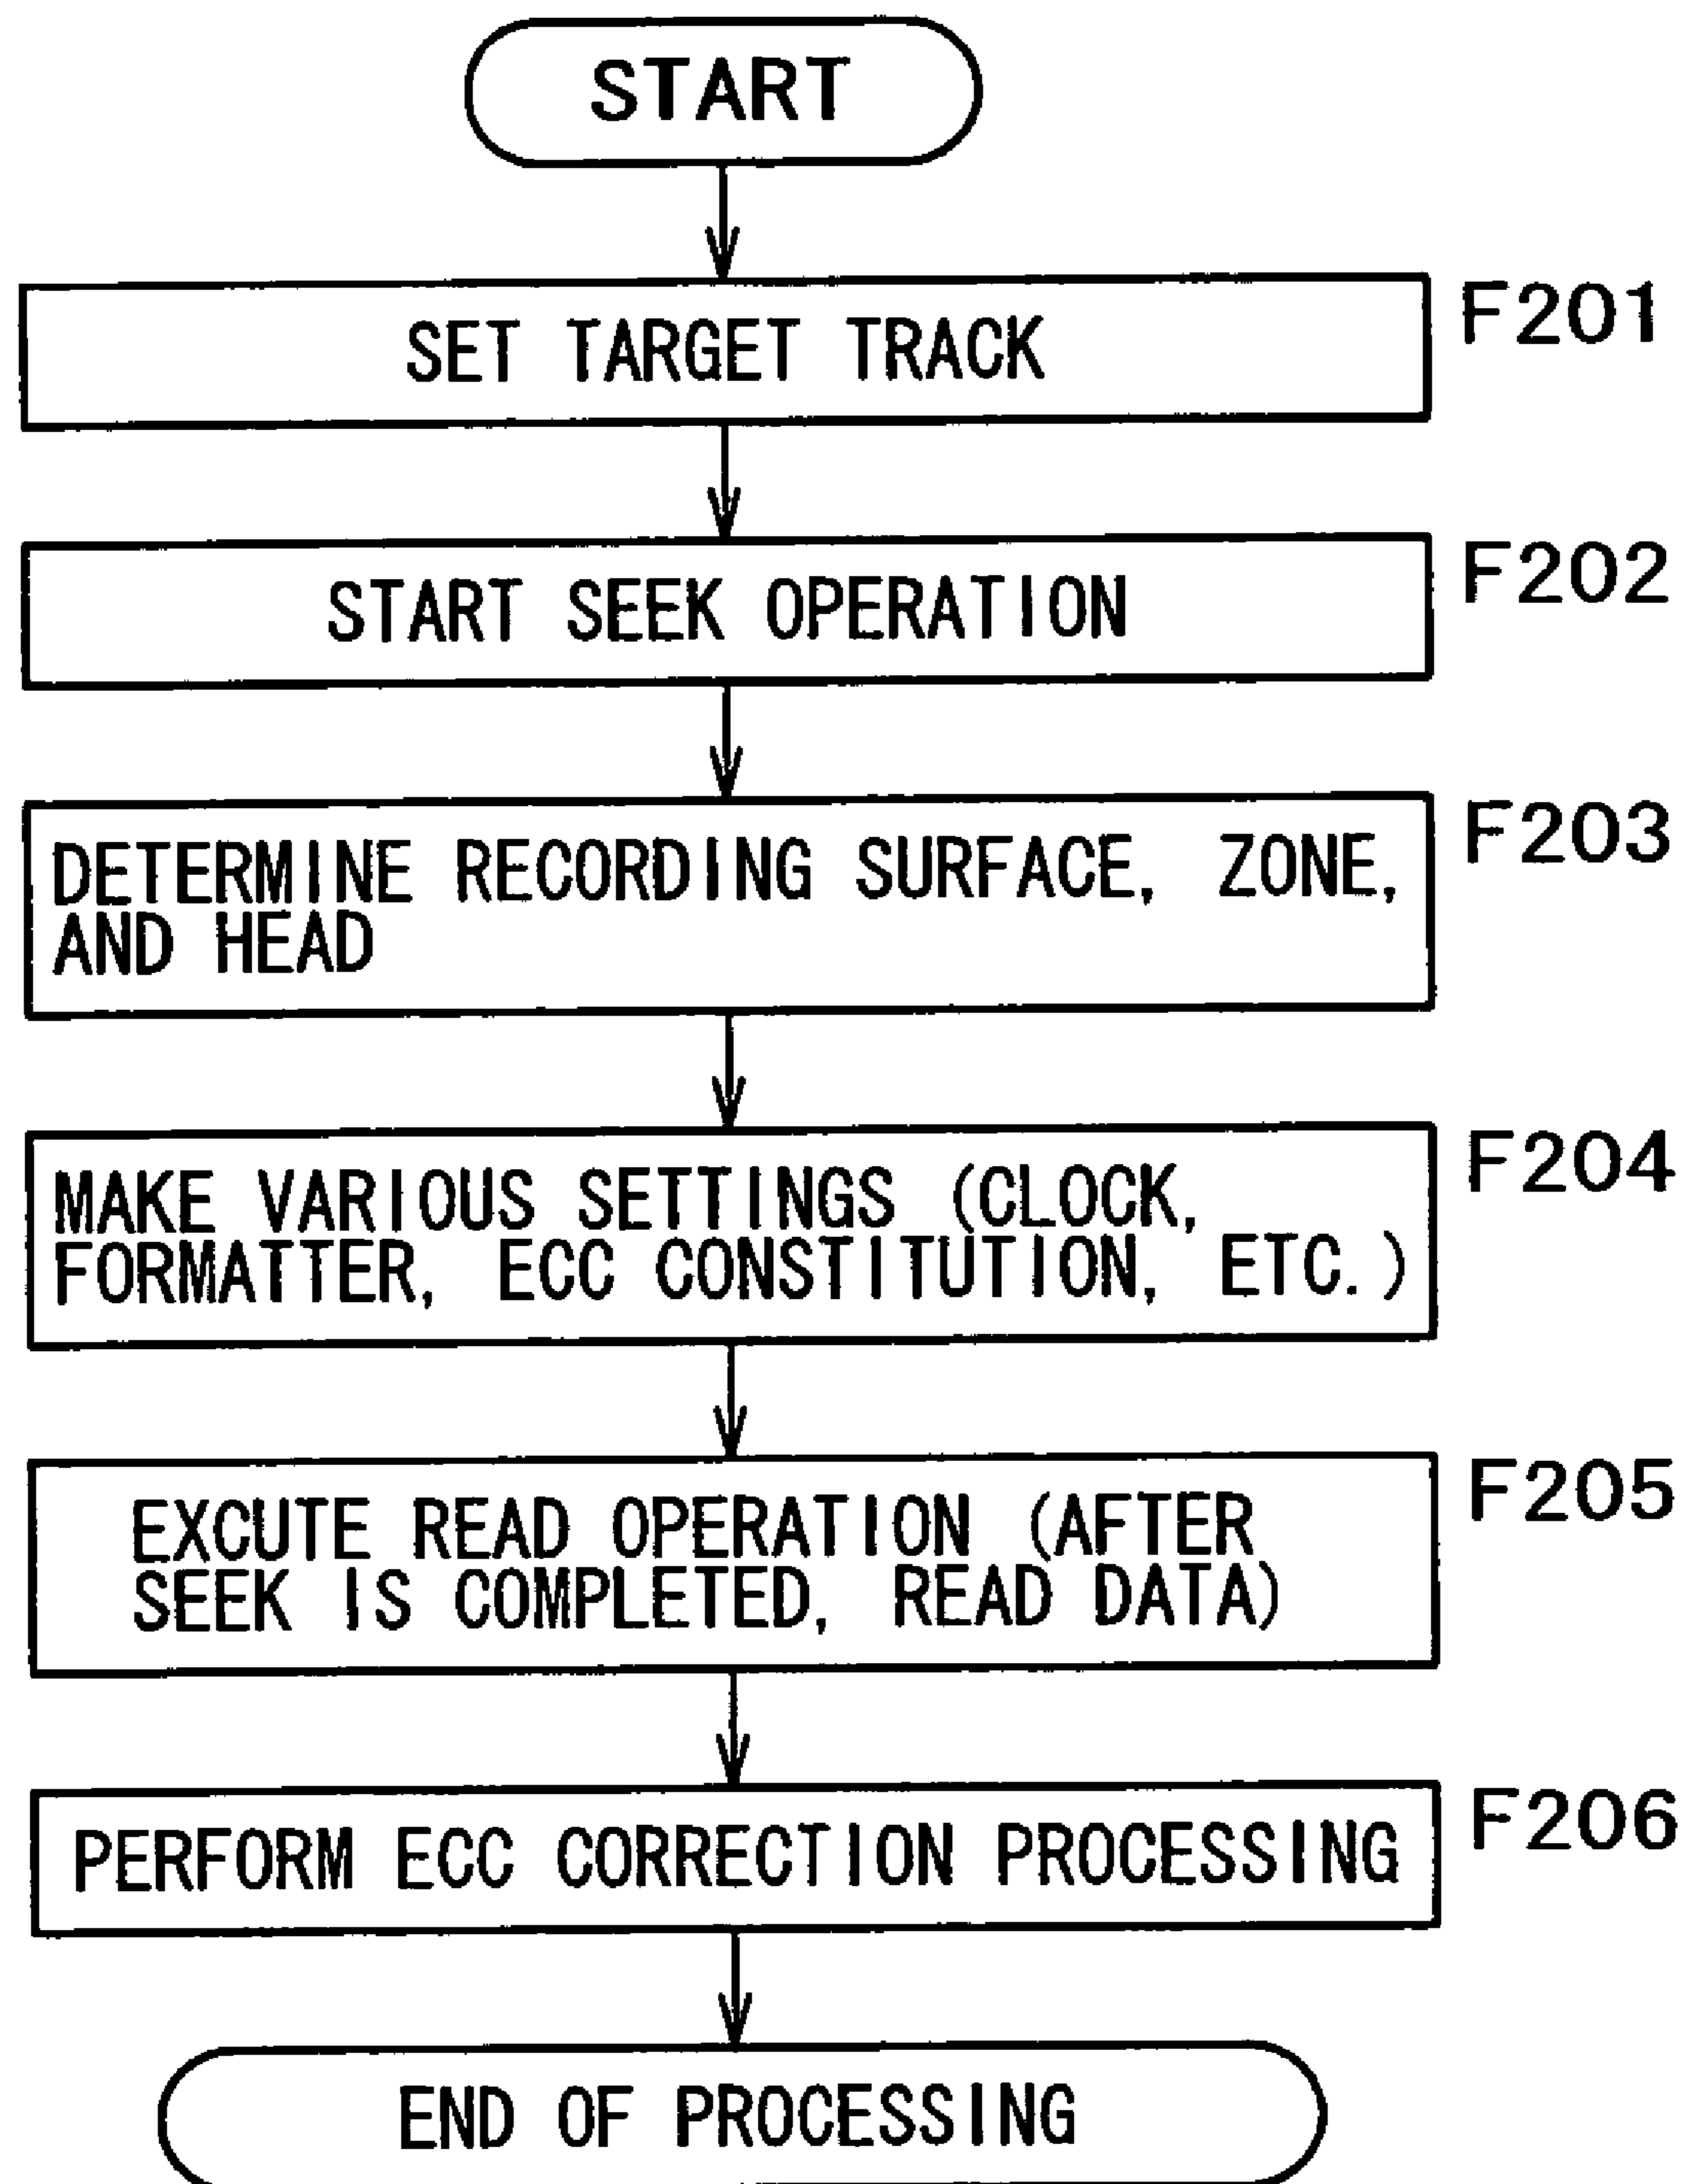 START
SET TARGET TRACK
F201
START SEEK OPERATION
F202
DETERMINE RECORDING SURFACE, ZONE,
AND HEAD
F203
MAKE VARIOUS SETTINGS (CLOCK,
FORMATTER, ECC CONSTITUTION, ETC.)
F204
EXCUTE READ OPERATION (AFTER
SEEK IS COMPLETED, READ DATA)
F205
PERFORM ECC CORRECTION PROCESSING
F206
END OF PROCESSING